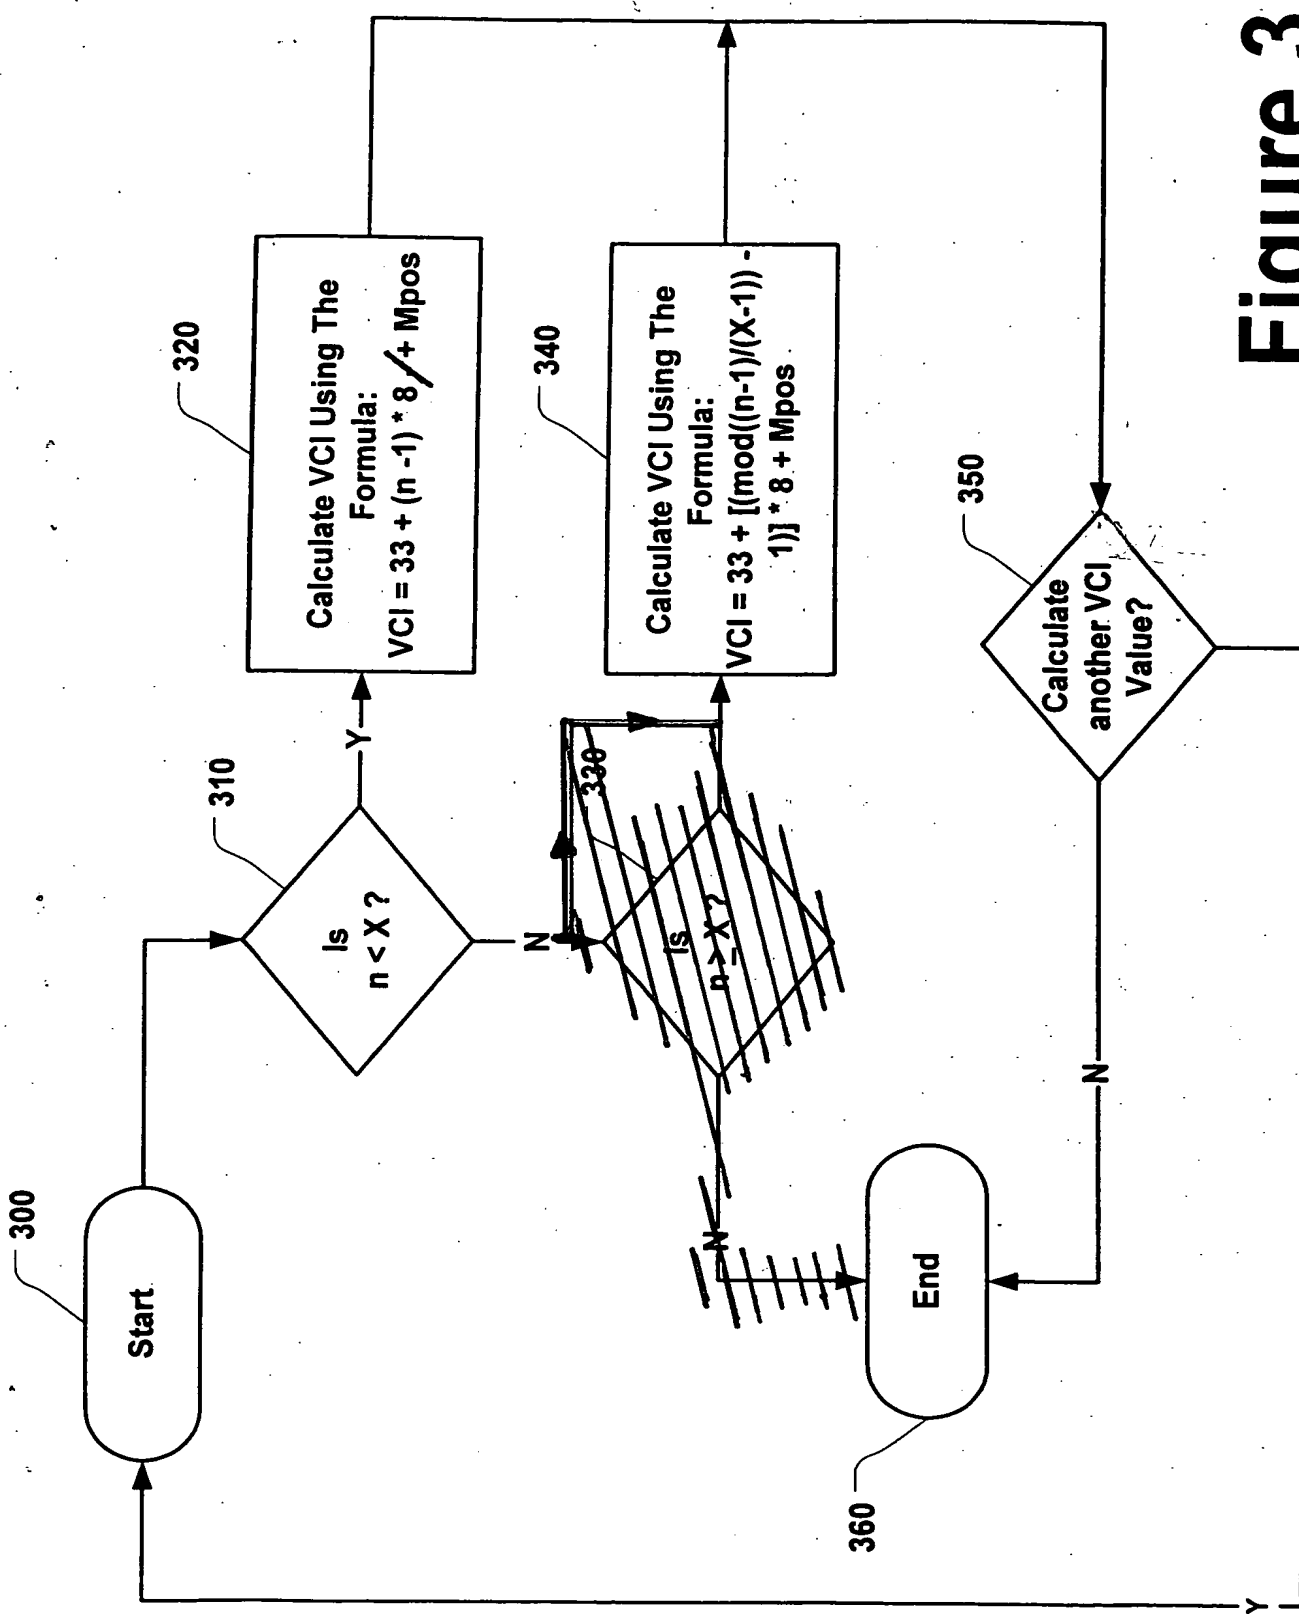 300
Start
310
Is
n < X ?
Y
N
320
Calculate VCI Using The
Formula:
VCI = 33 + (n -1) * 8 + Mpos
330
Is
n ≥ X ?
N
340
Calculate VCI Using The
Formula:
VCI = 33 + [(mod((n-1)/(X-1)) -
1)] * 8 + Mpos
350
Calculate
another VCI
Value?
N
Y
360
End
Figure 3